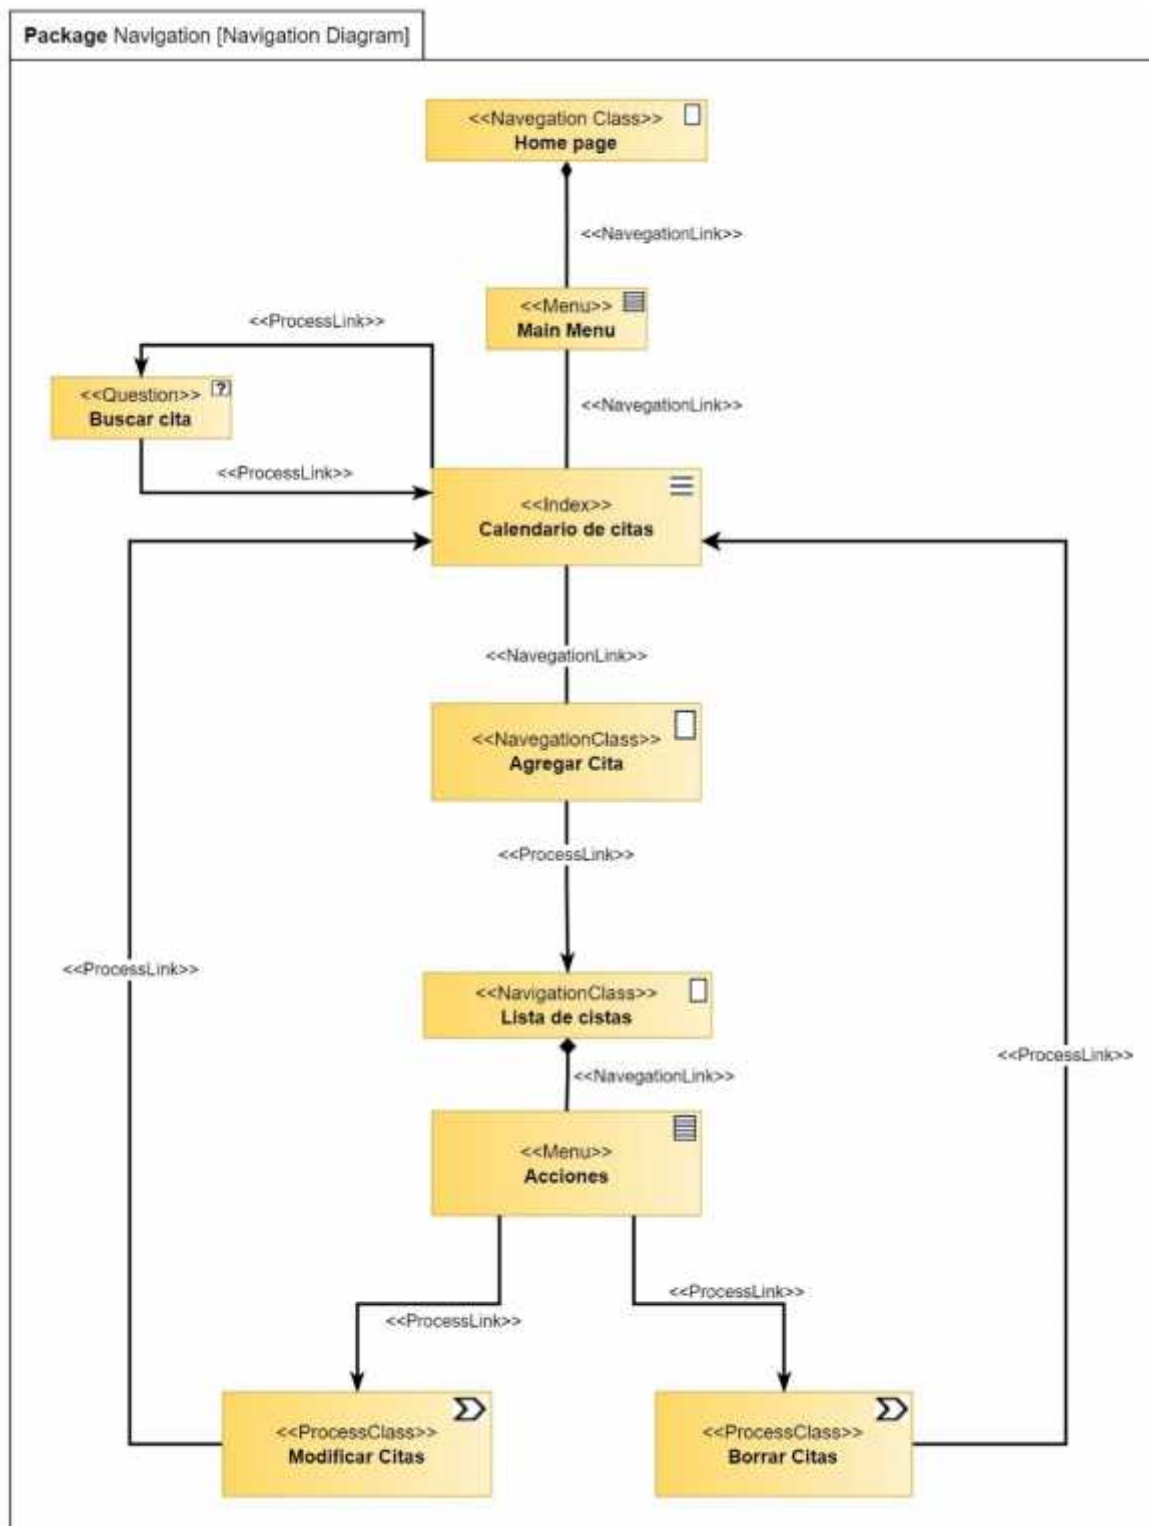 Package Navigation [Navigation Diagram]
<<Navegation Class>>
Home page
<<NavegationLink>>
<<Menu>>
Main Menu
<<ProcessLink>>
<<Question>>
?
Buscar cita
<<NavegationLink>>
<<ProcessLink>>
<<Index>>
Calendario de citas
<<NavegationLink>>
<<NavegationClass>>
Agregar Cita
<<ProcessLink>>
<<ProcessLink>>
<<NavigationClass>>
Lista de cistas
<<ProcessLink>>
<<NavegationLink>>
<<Menu>>
Acciones
<<ProcessLink>>
<<ProcessLink>>
<<ProcessClass>>
Modificar Citas
<<ProcessClass>>
Borrar Citas